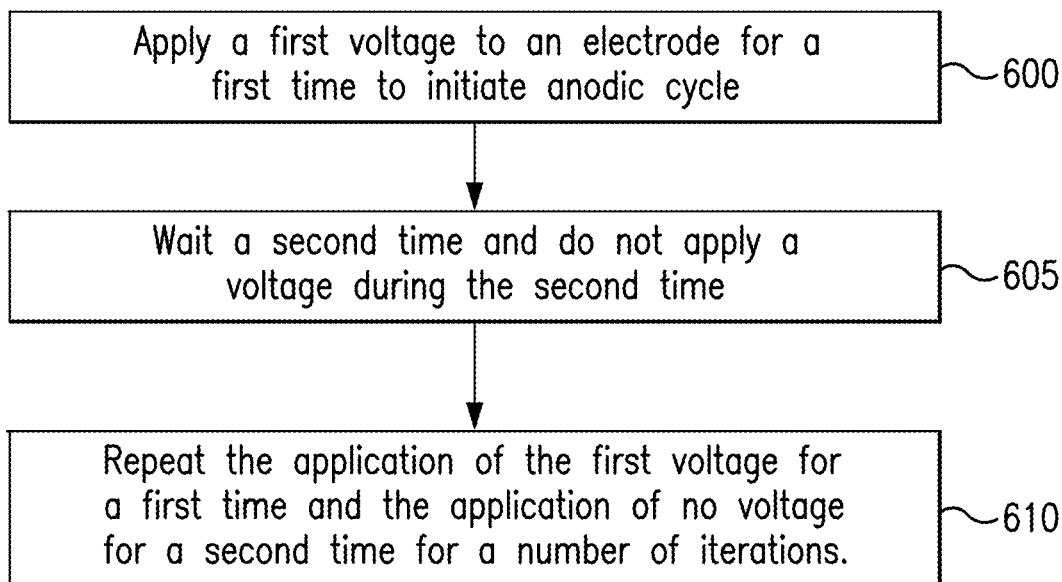 Apply a first voltage to an electrode for a
first time to initiate anodic cycle
600
Wait a second time and do not apply a
voltage during the second time
605
Repeat the application of the first voltage for
a first time and the application of no voltage
for a second time for a number of iterations.
610